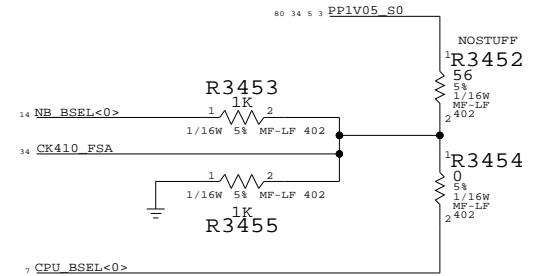 80 34 5 3 PP1V05_S0
NOSTUFF
1 R3452
56
5%
1/16W
MF-LF
2 402
R3453
1K
14 NB_BSEL<0> 1 2
1/16W 5% MF-LF 402
34 CK410_FSA
1 R3454
0
5%
1/16W
MF-LF
2 402
1 2
1/16W 5% MF-LF 402
1K
R3455
7 CPU_BSEL<0>